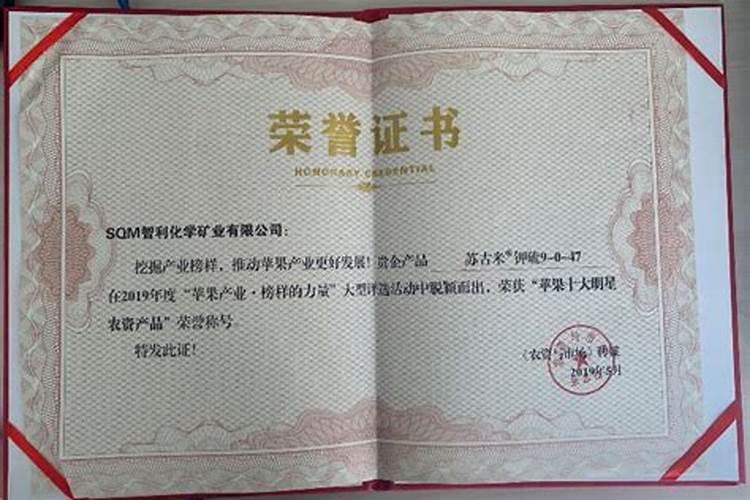 荣誉证书
HONORARY CREDENTIAL
SQM智利化学矿业有限公司：
挖掘产业榜样，推动苹果产业更好发展！贵企产品 苏古米®钾硫9-0-47
在2019年度“苹果产业·榜样的力量”大型评选活动中脱颖而出，荣获“苹果十大明星
农资产品”荣誉称号。
特发此证！
《农资与市场》传媒
2019年5月